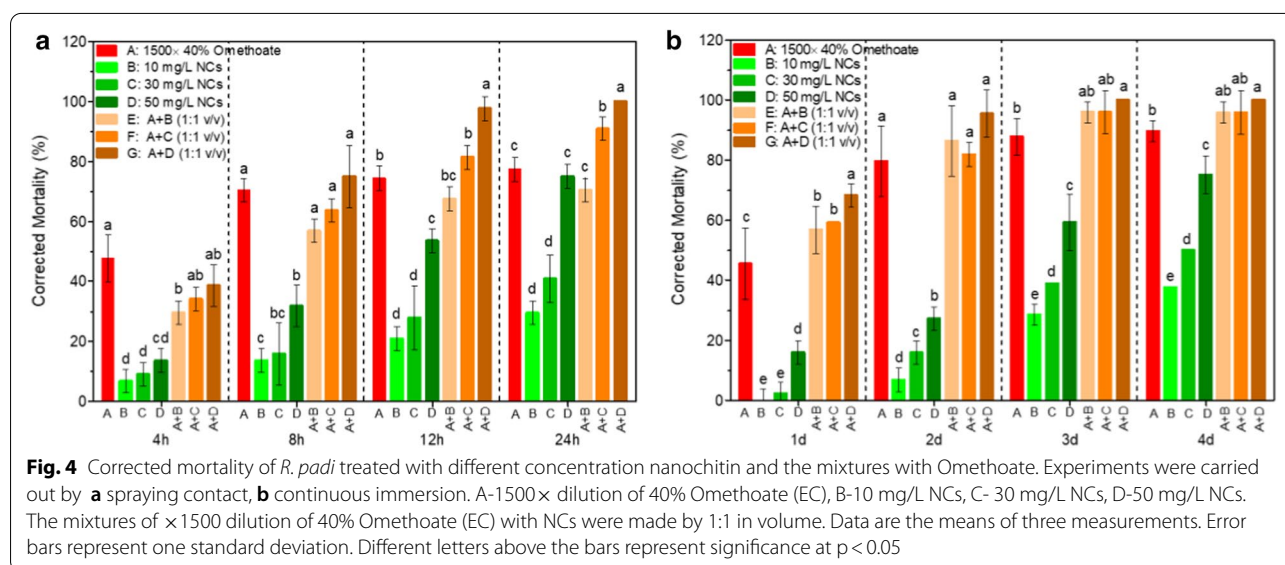 a
120
100
80
60
40
20
0
Corrected Mortality (%)
A: 1500× 40% Omethoate
B: 10 mg/L NCs
C: 30 mg/L NCs
D: 50 mg/L NCs
E: A+B (1:1 v/v)
F: A+C (1:1 v/v)
G: A+D (1:1 v/v)
a d d cd b ab ab
a c bc b a a a
b d d c bc b a
c d c c c b a
A B C D A+B A+C A+D A B C D A+B A+C A+D A B C D A+B A+C A+D A B C D A+B A+C A+D
4h 8h 12h 24h
b
120
100
80
60
40
20
0
Corrected Mortality (%)
A: 1500× 40% Omethoate
B: 10 mg/L NCs
C: 30 mg/L NCs
D: 50 mg/L NCs
E: A+B (1:1 v/v)
F: A+C (1:1 v/v)
G: A+D (1:1 v/v)
c e e d b b a
a d c b a a a
b e d c ab ab a
b e d c ab ab a
A B C D A+B A+C A+D A B C D A+B A+C A+D A B C D A+B A+C A+D A B C D A+B A+C A+D
1d 2d 3d 4d
Fig. 4 Corrected mortality of R. padi treated with different concentration nanochitin and the mixtures with Omethoate. Experiments were carried
out by a spraying contact, b continuous immersion. A-1500 × dilution of 40% Omethoate (EC), B-10 mg/L NCs, C- 30 mg/L NCs, D-50 mg/L NCs.
The mixtures of ×1500 dilution of 40% Omethoate (EC) with NCs were made by 1:1 in volume. Data are the means of three measurements. Error
bars represent one standard deviation. Different letters above the bars represent significance at p < 0.05